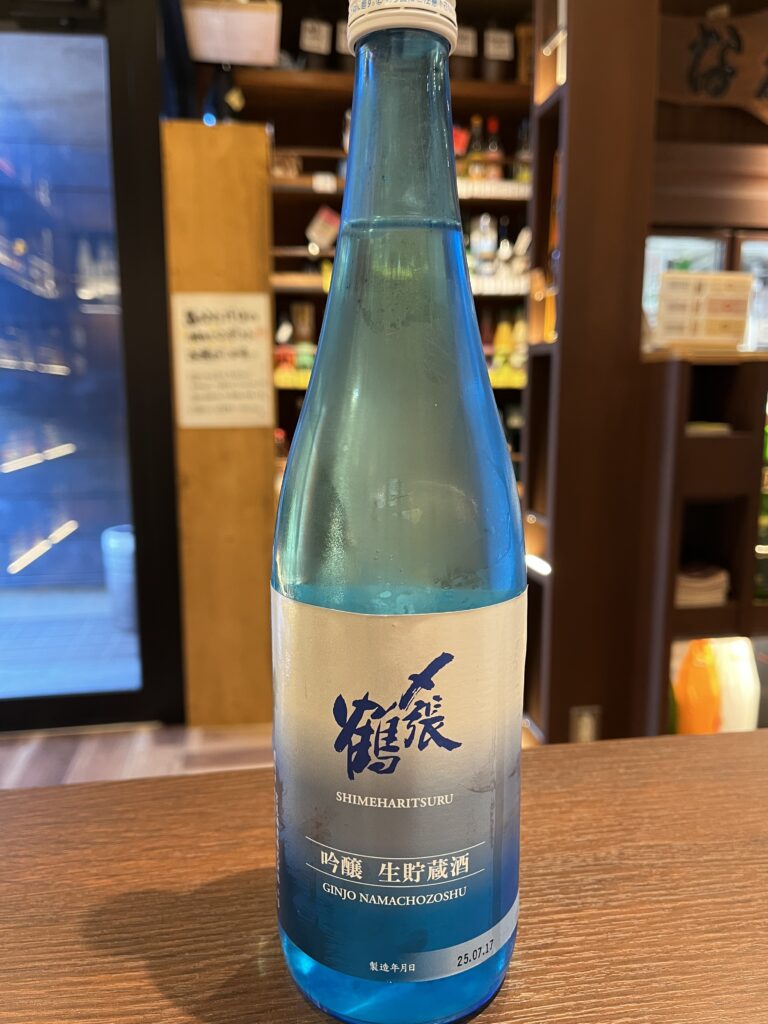 〆張
鶴
SHIMEHARITSURU
吟醸 生貯蔵酒
GINJO NAMACHOZOSHU
25.07.17
製造年月日